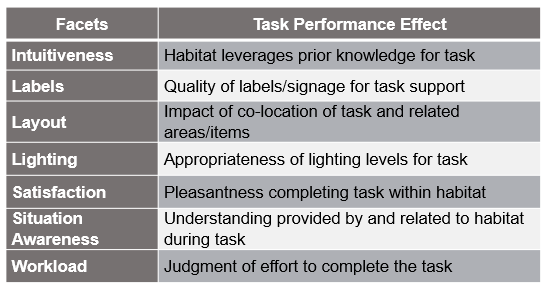 Facets Task Performance Effect
Intuitiveness Habitat leverages prior knowledge for task
Labels Quality of labels/signage for task support
Layout Impact of co-location of task and related
areas/items
Lighting Appropriateness of lighting levels for task
Satisfaction Pleasantness completing task within habitat
Situation Understanding provided by and related to habitat
Awareness during task
Workload Judgment of effort to complete the task